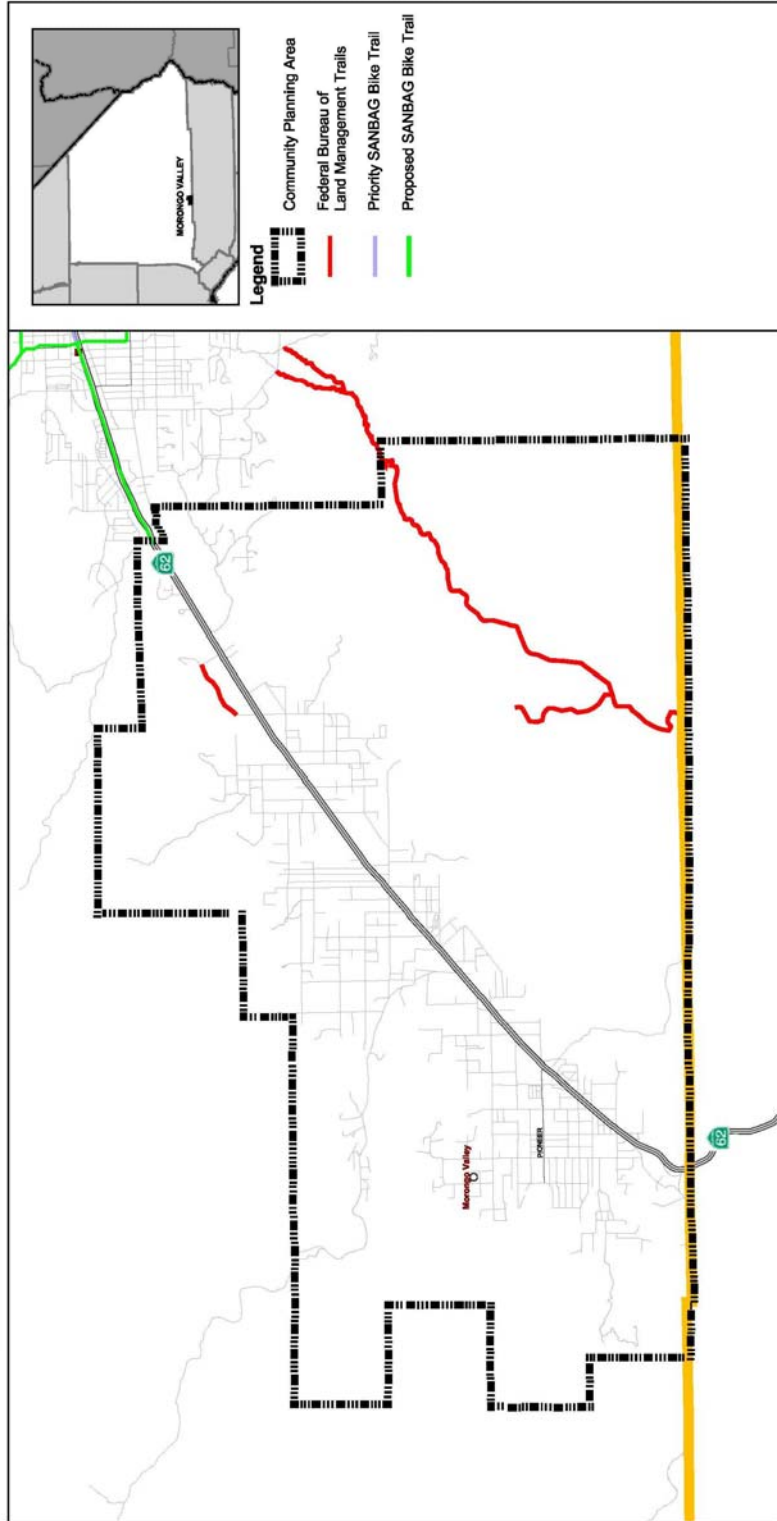 MORONGO VALLEY
Legend
Community Planning Area
Federal Bureau of
Land Management Trails
Priority SANBAG Bike Trail
Proposed SANBAG Bike Trail
62
Morongo Valley
PIONEER
62